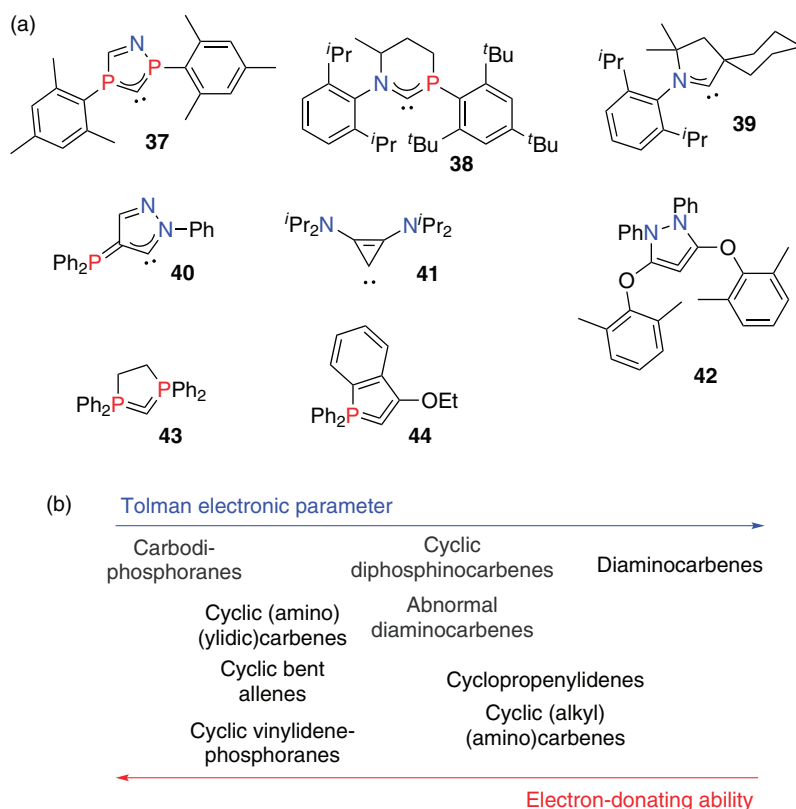 (a)
N
P
P
37
iPr
N
P
tBu
iPr
tBu
tBu
38
iPr
N
iPr
39
N
N
Ph
Ph2P
40
iPr2N
NiPr2
41
Ph
PhN
N
O
O
42
Ph2P
PPh2
43
Ph2P
OEt
44
(b)
Tolman electronic parameter
Carbodi-
phosphoranes
Cyclic
diphosphinocarbenes
Diaminocarbenes
Cyclic (amino)
(ylidic)carbenes
Abnormal
diaminocarbenes
Cyclic bent
allenes
Cyclopropenylidenes
Cyclic vinylidene-
phosphoranes
Cyclic (alkyl)
(amino)carbenes
Electron-donating ability